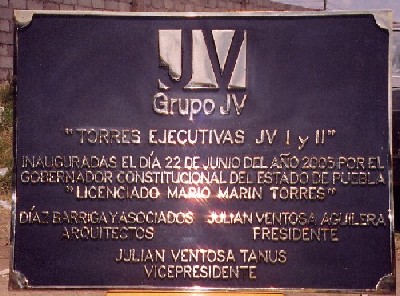 JV
Grupo JV
"TORRES EJECUTIVAS JV I y II"
INAUGURADAS EL DÍA 22 DE JUNIO DEL AÑO 2005 POR EL
GOBERNADOR CONSTITUCIONAL DEL ESTADO DE PUEBLA
"LICENCIADO MARIO MARIN TORRES"
DÍAZ BARRIGA Y ASOCIADOS JULIAN VENTOSA AGUILERA
ARQUITECTOS PRESIDENTE
JULIAN VENTOSA TANUS
VICEPRESIDENTE